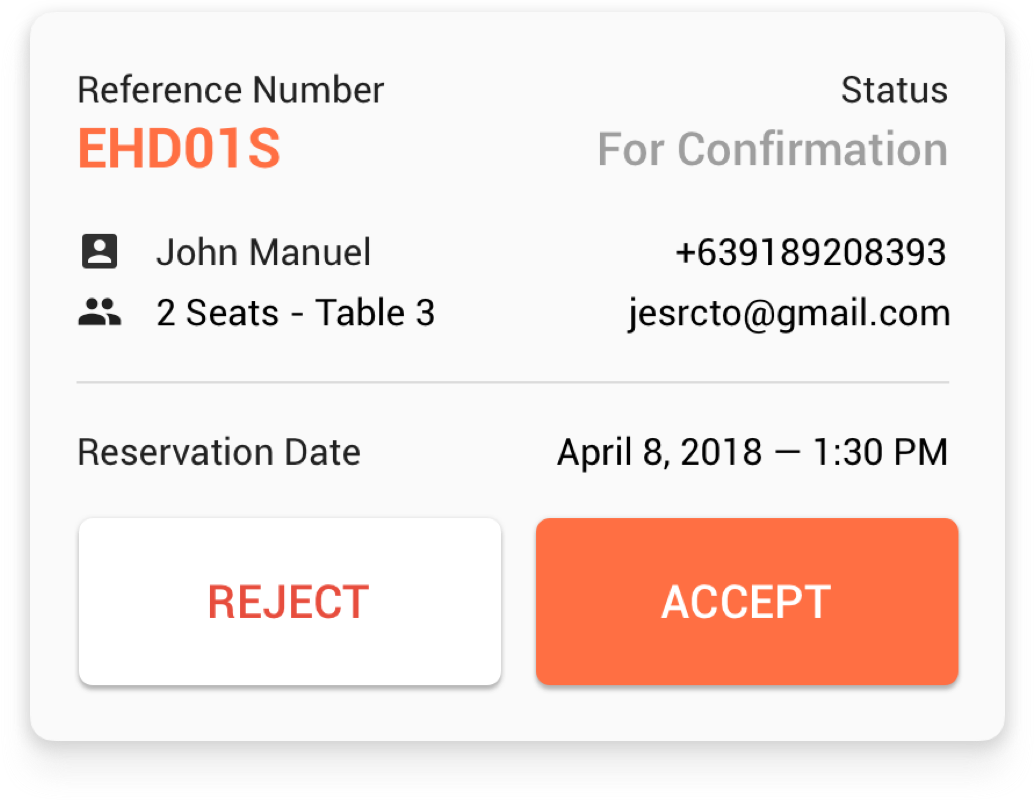 Reference Number Status
EHD01S For Confirmation
John Manuel +639189208393
2 Seats - Table 3 jesrcto@gmail.com
Reservation Date April 8, 2018 — 1:30 PM
REJECT ACCEPT